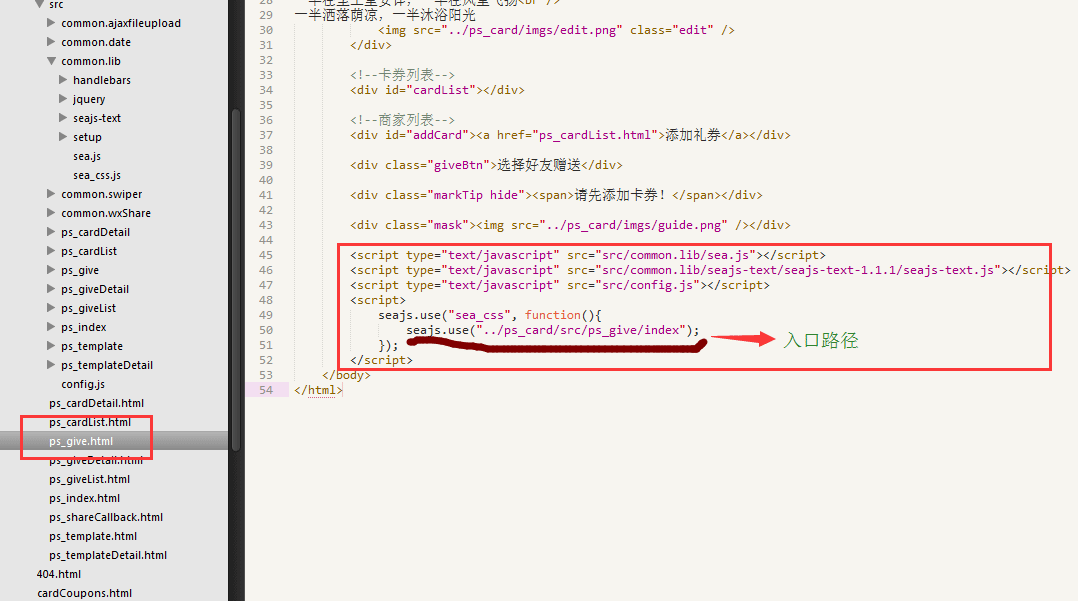 src
common.ajaxfileupload
common.date
common.lib
handlebars
jquery
seajs-text
setup
sea.js
sea_css.js
common.swiper
common.wxShare
ps_cardDetail
ps_cardList
ps_give
ps_giveDetail
ps_giveList
ps_index
ps_template
ps_templateDetail
config.js
ps_cardDetail.html
ps_cardList.html
ps_give.html
ps_giveDetail.html
ps_giveList.html
ps_index.html
ps_shareCallback.html
ps_template.html
ps_templateDetail.html
404.html
cardCoupons.html
28
29 一半洒落荫凉，一半沐浴阳光
30 <img src="../ps_card/imgs/edit.png" class="edit" />
31 </div>
32
33 <!--卡券列表-->
34 <div id="cardList"></div>
35
36 <!--商家列表-->
37 <div id="addCard"><a href="ps_cardList.html">添加礼券</a></div>
38
39 <div class="giveBtn">选择好友赠送</div>
40
41 <div class="markTip hide"><span>请先添加卡券！</span></div>
42
43 <div class="mask"><img src="../ps_card/imgs/guide.png" /></div>
44
45 <script type="text/javascript" src="src/common.lib/sea.js"></script>
46 <script type="text/javascript" src="src/common.lib/seajs-text/seajs-text-1.1.1/seajs-text.js"></script>
47 <script type="text/javascript" src="src/config.js"></script>
48 <script>
49 seajs.use("sea_css", function(){
50 seajs.use("../ps_card/src/ps_give/index");
51 });
52 </script>
53 </body>
54 </html>
入口路径